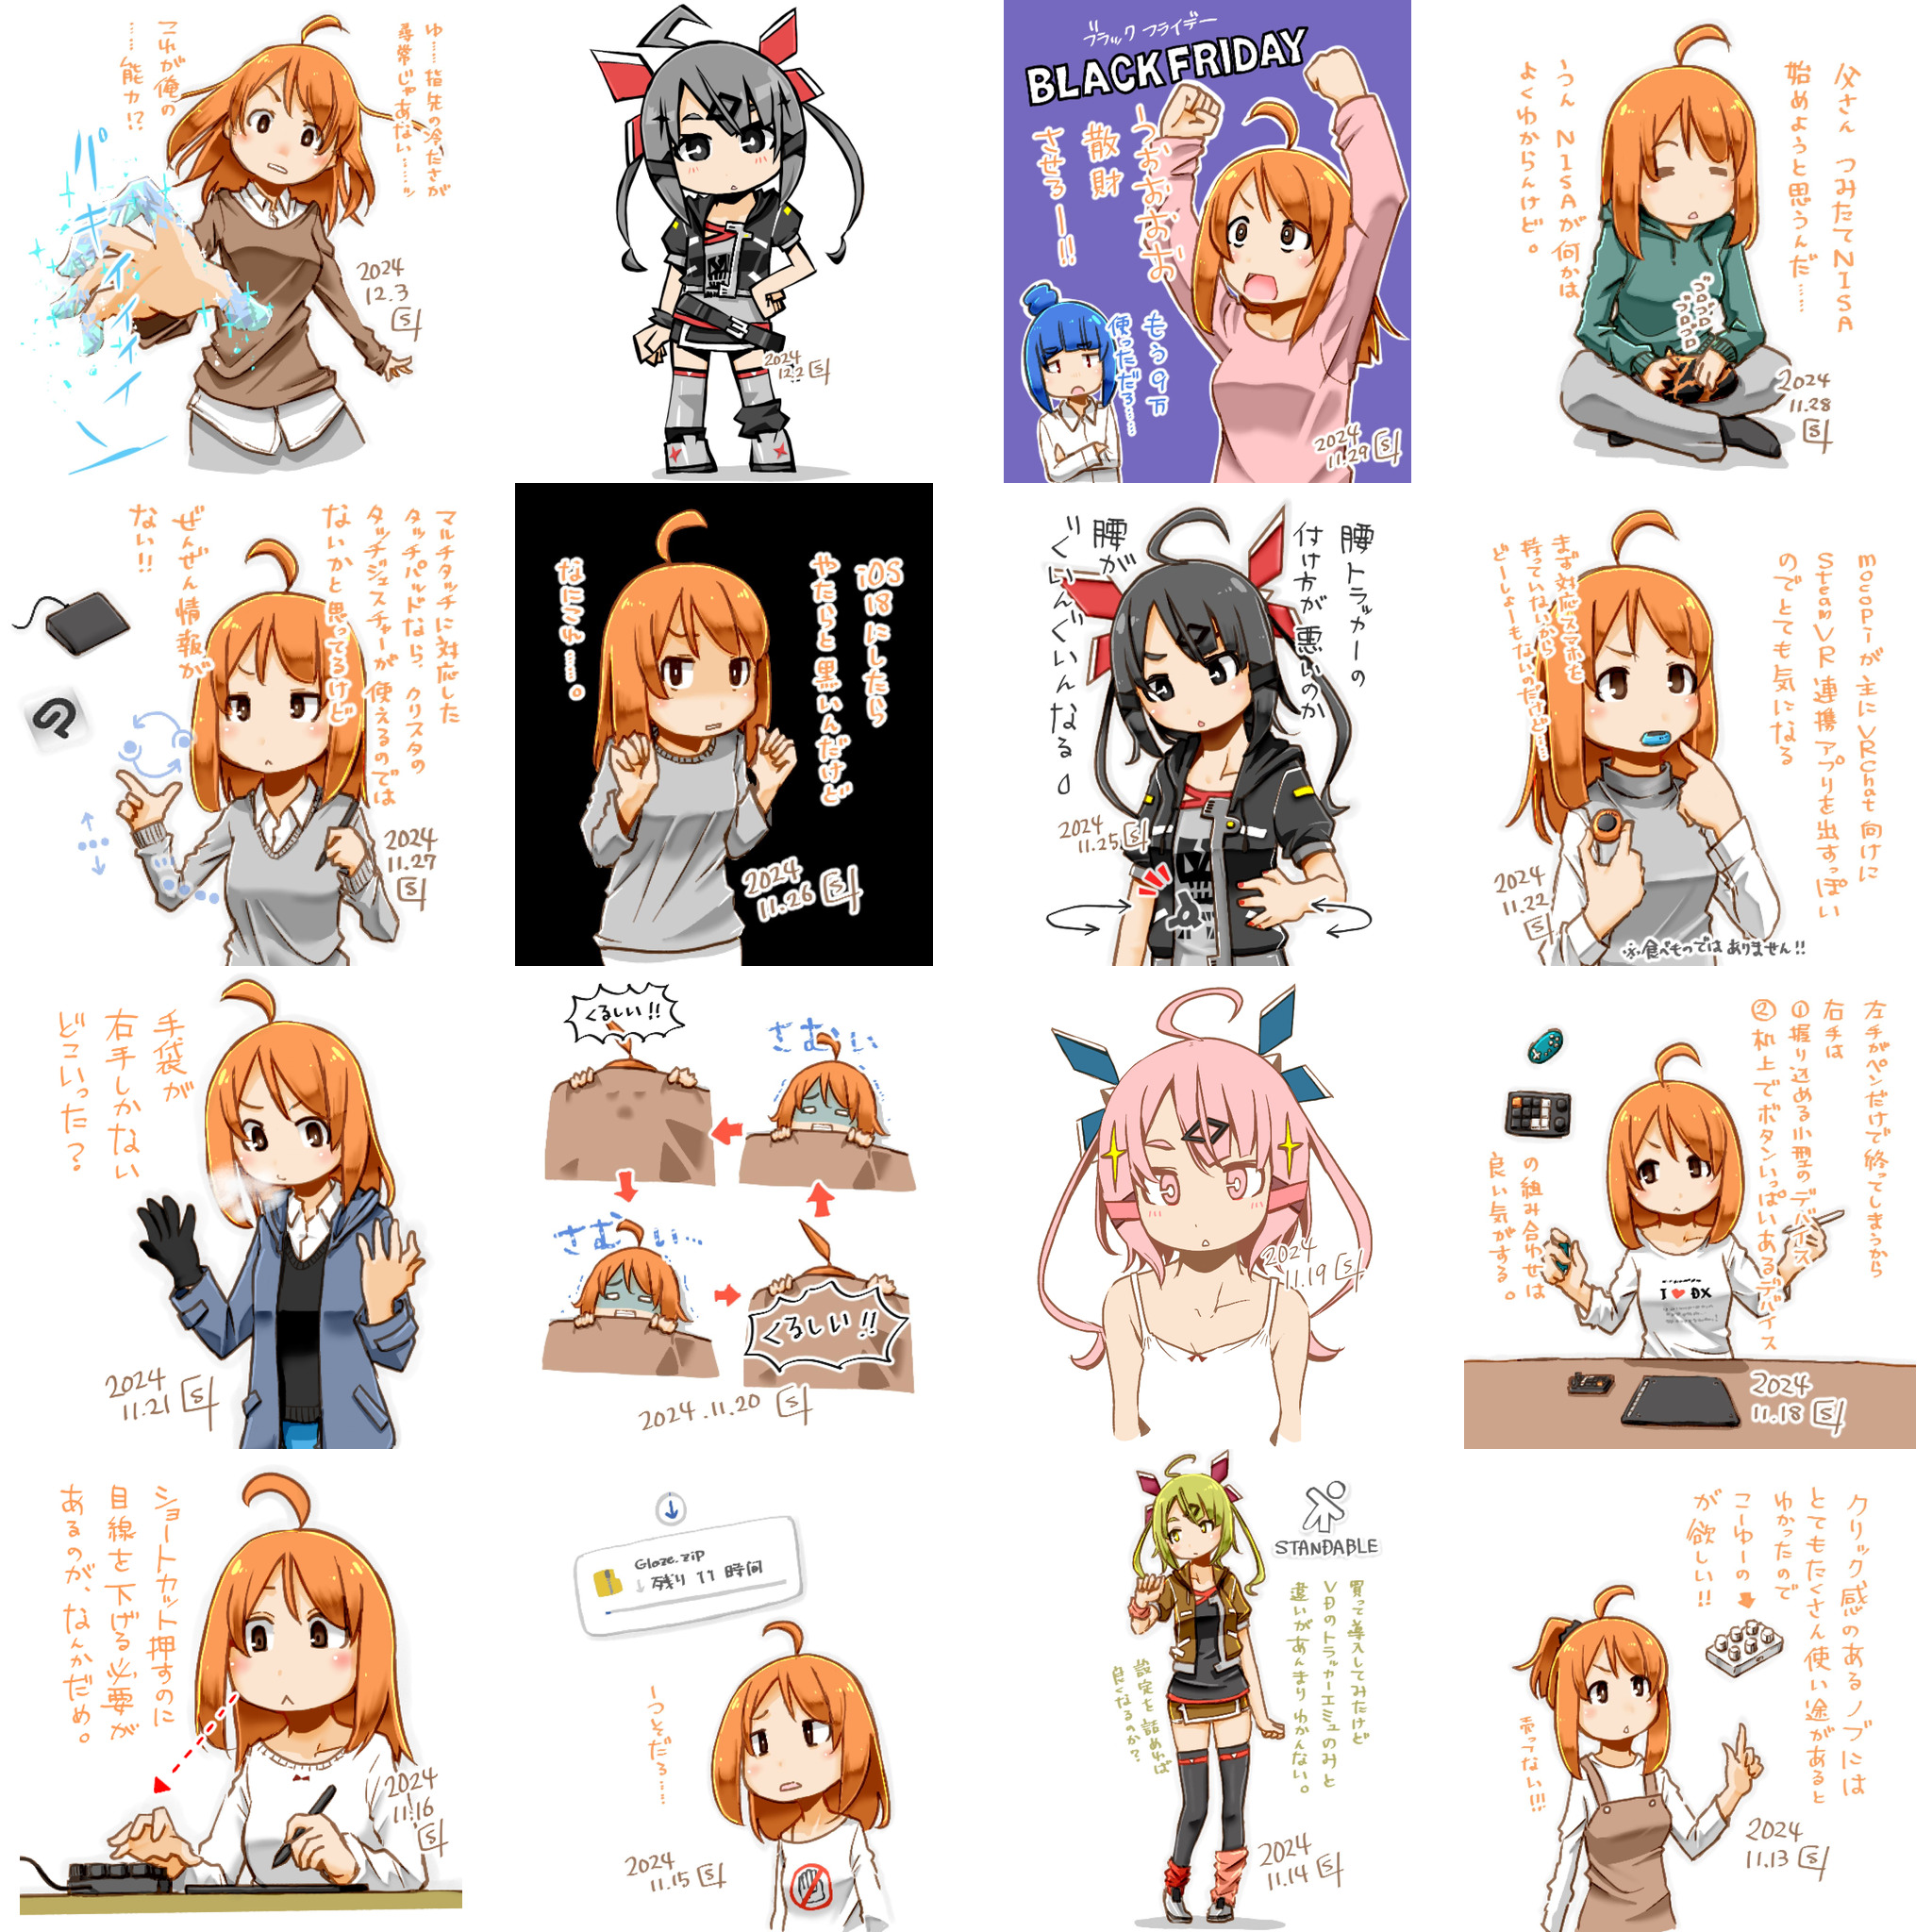 ゆ……指先の冷たさが
尋常じゃあない……ッ
これが俺の
……能力!?
パキィイイイン
2024
12.3
2024
12.2
ブラック フライデー
BLACK FRIDAY
うおおおおお
散財
させろー!!
もう9万
使っただろ……
2024
11.29
父さん つみたてNISA
始めようと思うんだ……
うん NISAが何かは
よくわからんけど。
ゴロゴロ
ゴロゴロ
2024
11.28
マルチタッチに対応した
タッチパッドなら、クリスタの
タッチジェスチャーが使えるのでは
ないかと思ってるけど
ぜんぜん情報が
ない!!
2024
11.27
iOS
18にしたら
やたらと黒いんだけど
なにこれ……。
2024
11.26
腰トラッカーの
付け方が悪いのか
腰が
ぐいんぐいんなる。
2024
11.25
mocopiが主にVRChat向けに
SteamVR連携アプリを出すっぽい
のでとても気になる
まず対応スマホを
持っていないから
どーしょーもないのだけど……
2024
11.22
※食べものではありません!!
手袋が
右手しかない
どこいった?
2024
11.21
くるしい!!
さむい
さむい…
くるしい!!
2024.11.20
2024
11.19
左手がペンだけで終ってしまうから
右手は
①握り込める小型のデバイス
②机上でボタンいっぱいあるデバイス
の組み合わせは
良い気がする。
I ❤ DX
2024
11.18
ショートカット押すのに
目線を下げる必要が
あるのが、なんかだめ。
2024
11.16
Glaze.zip
↓残り 11 時間
うそだろ……
2024
11.15
STANDABLE
買って導入してみたけど
VDのトラッカーエミュのみと
違いがあんまりわかんない。
設定を詰めれば
良くなるのか?
2024
11.14
クリック感のあるノブには
とてもたくさん使い途があると
わかったので
こーゆーの
が欲しい!!
売ってない!!!
2024
11.13